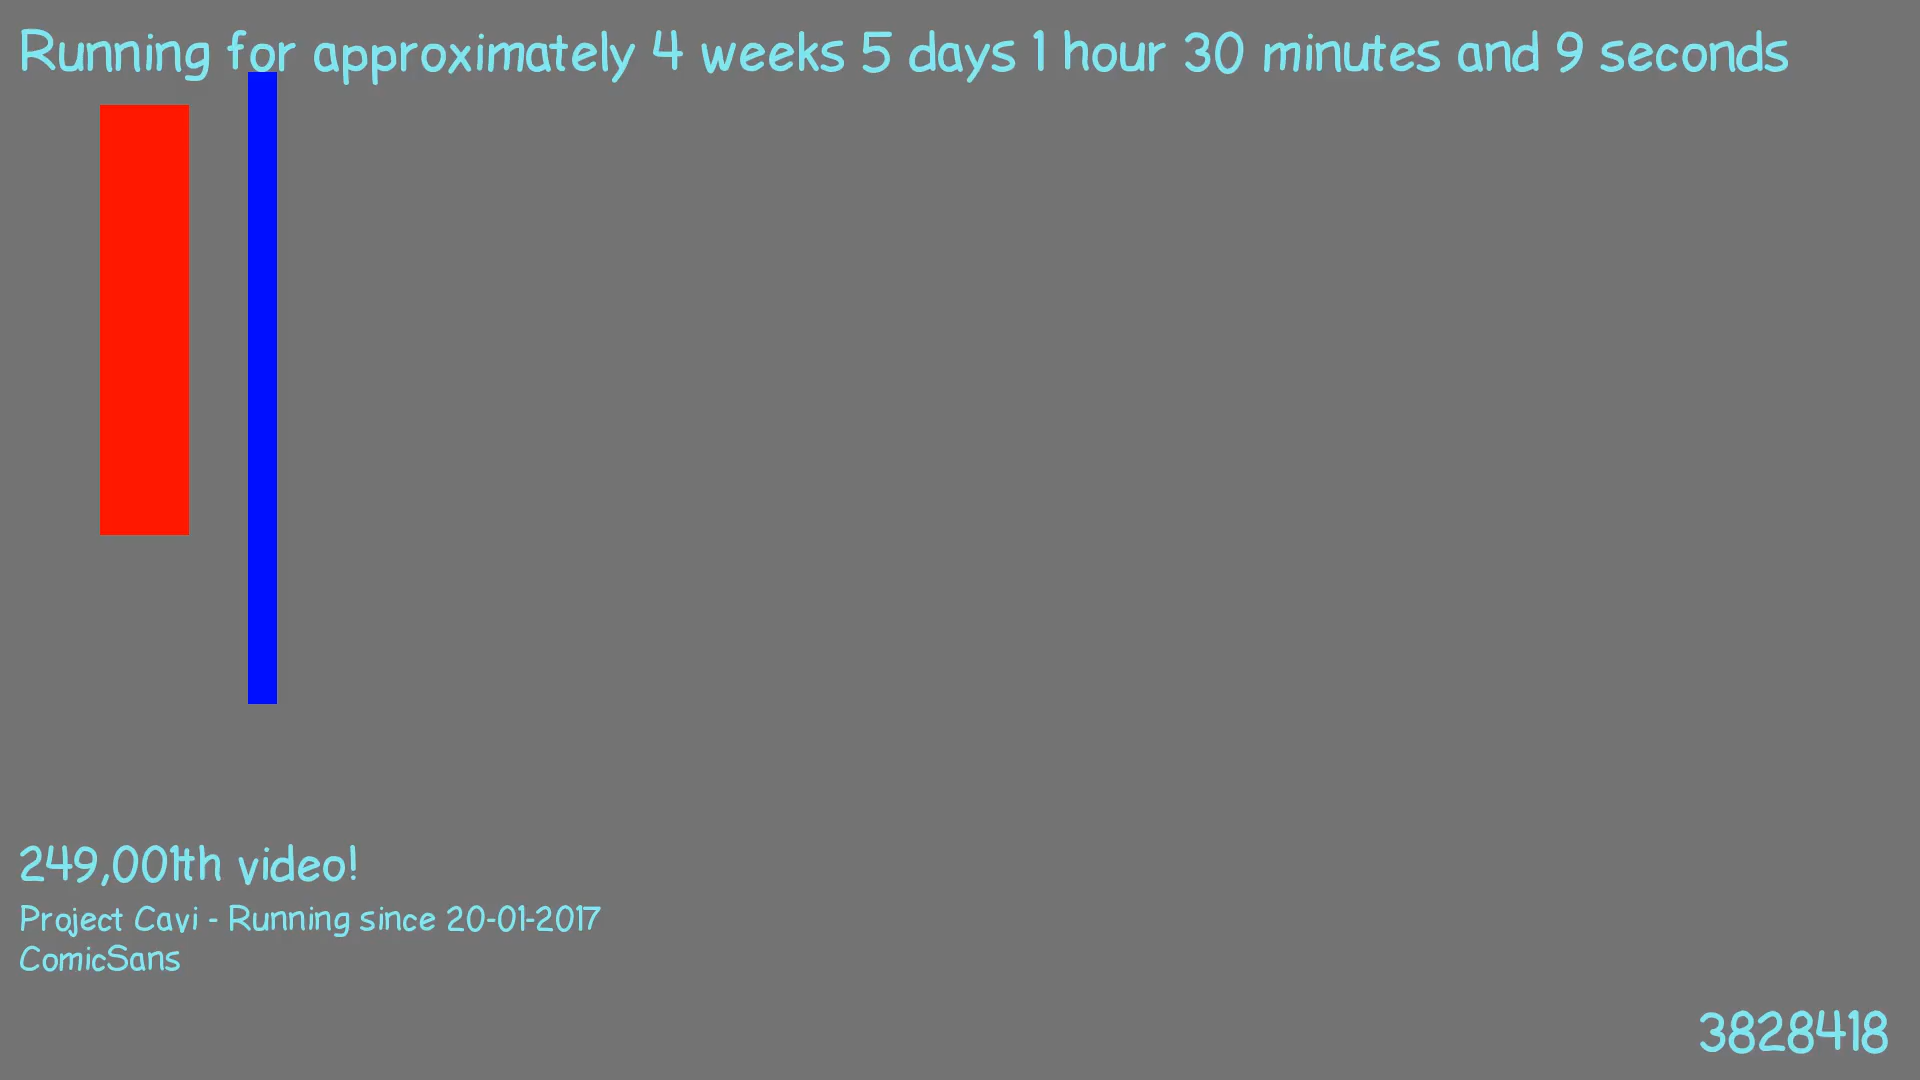 Running for approximately 4 weeks 5 days 1 hour 30 minutes and 9 seconds
249,001th video!
Project Cavi - Running since 20-01-2017
ComicSans
3828418